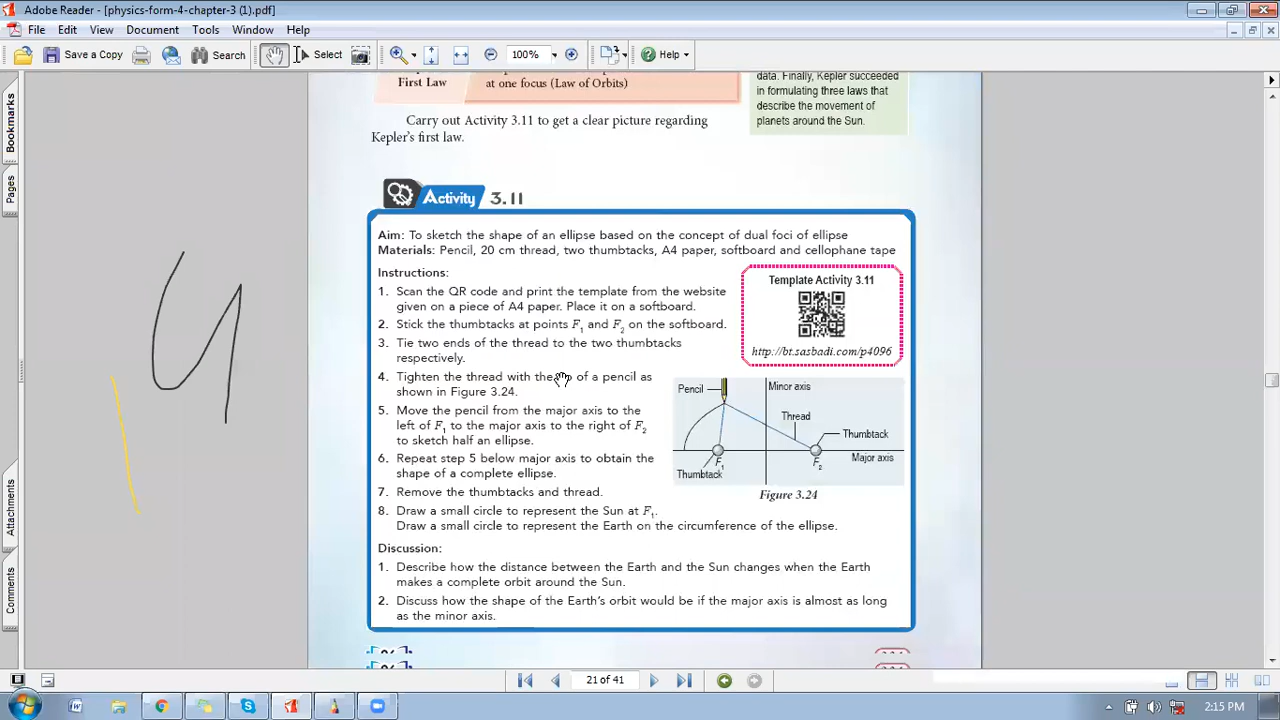 Adobe Reader - [physics-form-4-chapter-3 (1).pdf]
File Edit View Document Tools Window Help
Save a Copy Search Select 100% Help
Bookmarks
Pages
Attachments
Comments
First Law
at one focus (Law of Orbits)
data. Finally, Kepler succeeded
in formulating three laws that
describe the movement of
planets around the Sun.
Carry out Activity 3.11 to get a clear picture regarding
Kepler's first law.
Activity 3.11
Aim: To sketch the shape of an ellipse based on the concept of dual foci of ellipse
Materials: Pencil, 20 cm thread, two thumbtacks, A4 paper, softboard and cellophane tape
Instructions:
1. Scan the QR code and print the template from the website
given on a piece of A4 paper. Place it on a softboard.
2. Stick the thumbtacks at points F1 and F2 on the softboard.
3. Tie two ends of the thread to the two thumbtacks
respectively.
4. Tighten the thread with the of a pencil as
shown in Figure 3.24.
5. Move the pencil from the major axis to the
left of F1 to the major axis to the right of F2
to sketch half an ellipse.
6. Repeat step 5 below major axis to obtain the
shape of a complete ellipse.
7. Remove the thumbtacks and thread.
8. Draw a small circle to represent the Sun at F1.
Draw a small circle to represent the Earth on the circumference of the ellipse.
Template Activity 3.11
http://bt.sasbadi.com/p4096
Pencil
Minor axis
Thread
Thumbtack
Major axis
F1
F2
Thumbtack
Figure 3.24
Discussion:
1. Describe how the distance between the Earth and the Sun changes when the Earth
makes a complete orbit around the Sun.
2. Discuss how the shape of the Earth's orbit would be if the major axis is almost as long
as the minor axis.
21 of 41
2:15 PM